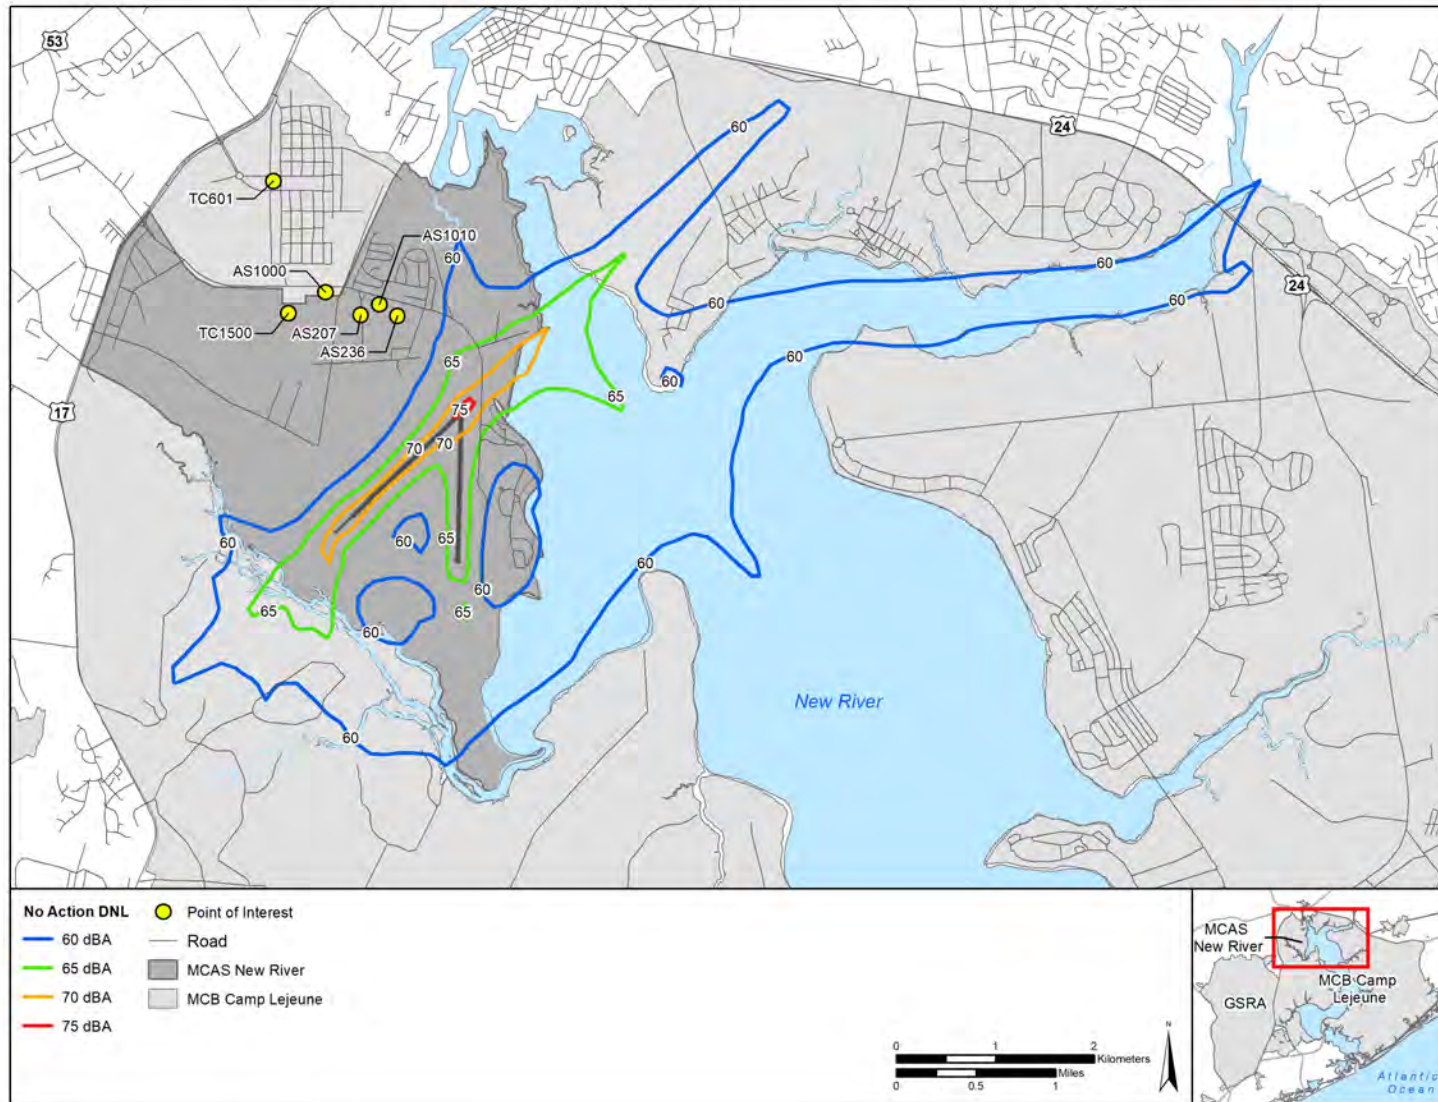 53
60
24
TC601
AS1010
60
AS1000
60
24
60
60
TC1500
AS207
AS236
65
60
60
65
17
75
70
70
60
65
60
60
60
65
65
60
60
New River
60
No Action DNL
60 dBA
65 dBA
70 dBA
75 dBA
Point of Interest
Road
MCAS New River
MCB Camp Lejeune
0 1 2
Kilometers
Miles
0 0.5 1
N
MCAS
New River
MCB Camp
Lejeune
GSRA
Atlantic
Ocean